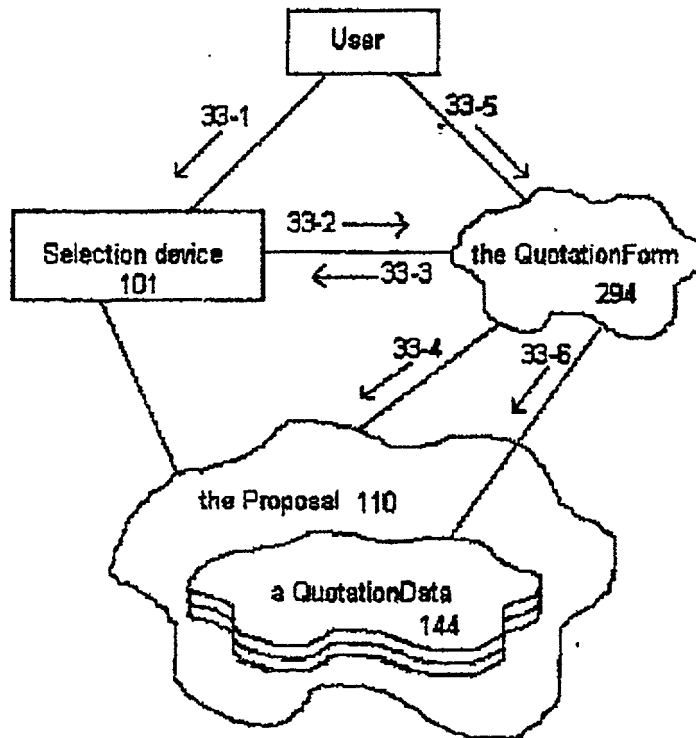 User
33-1
33-5
33-2
Selection device
101
33-3
the QuotationForm
294
33-4
33-6
the Proposal 110
a QuotationData
144